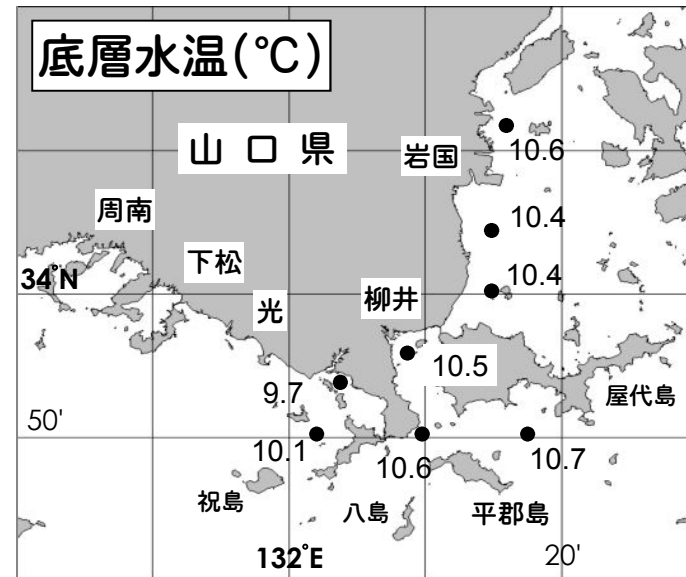 底層水温(℃)
山口県
岩国
10.6
周南
10.4
下松
34°N
10.4
光
柳井
10.5
9.7
屋代島
50'
10.1
10.6
10.7
祝島
八島
平郡島
132°E
20'